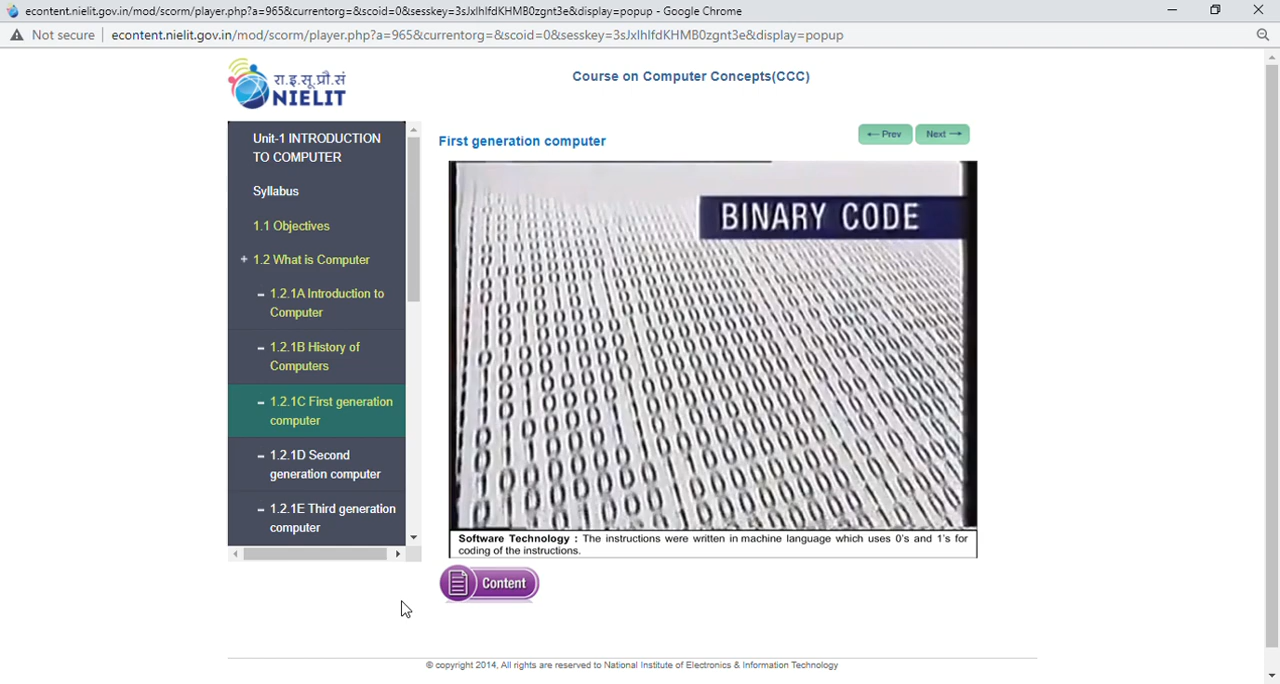 econtent.nielit.gov.in/mod/scorm/player.php?a=965&currentorg=&scoid=0&sesskey=3sJxlhlfdKHMB0zgnt3e&display=popup - Google Chrome
Not secure
econtent.nielit.gov.in/mod/scorm/player.php?a=965&currentorg=&scoid=0&sesskey=3sJxlhlfdKHMB0zgnt3e&display=popup
रा.इ.सू.प्रौ.सं
NIELIT
Course on Computer Concepts(CCC)
Unit-1 INTRODUCTION
TO COMPUTER
Syllabus
1.1 Objectives
+ 1.2 What is Computer
– 1.2.1A Introduction to
Computer
– 1.2.1B History of
Computers
– 1.2.1C First generation
computer
– 1.2.1D Second
generation computer
– 1.2.1E Third generation
computer
First generation computer
← Prev
Next →
BINARY CODE
Software Technology : The instructions were written in machine language which uses 0's and 1's for
coding of the instructions.
Content
© copyright 2014, All rights are reserved to National Institute of Electronics & Information Technology